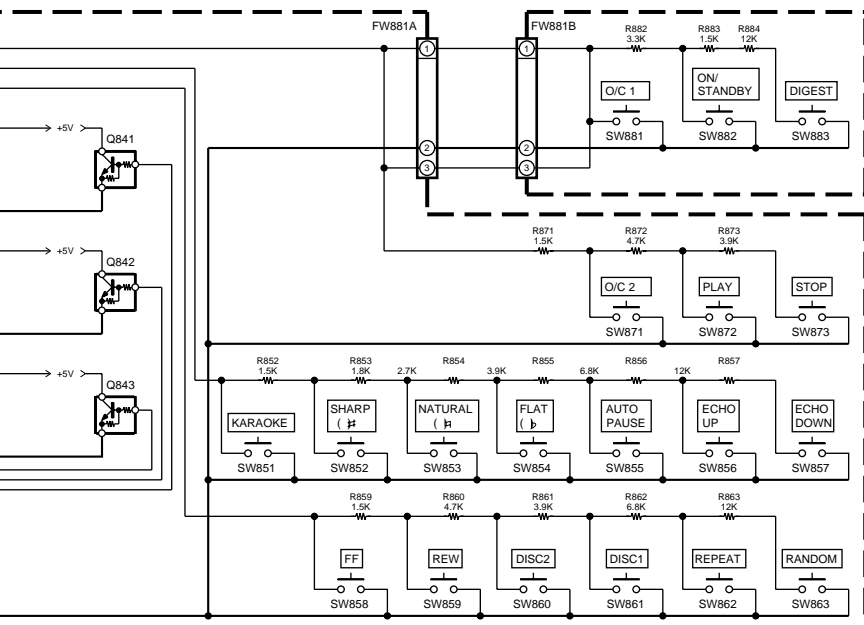 FW881A
FW881B
1
2
3
1
2
3
R882
3.3K
R883
1.5K
R884
12K
O/C 1
ON/
STANDBY
DIGEST
SW881
SW882
SW883
+5V
Q841
+5V
Q842
+5V
Q843
R871
1.5K
R872
4.7K
R873
3.9K
O/C 2
PLAY
STOP
SW871
SW872
SW873
R852
1.5K
R853
1.8K
2.7K
R854
3.9K
R855
6.8K
R856
12K
R857
KARAOKE
SHARP
( ♯
NATURAL
( ♮
FLAT
( ♭
AUTO
PAUSE
ECHO
UP
ECHO
DOWN
SW851
SW852
SW853
SW854
SW855
SW856
SW857
R859
1.5K
R860
4.7K
R861
3.9K
R862
6.8K
R863
12K
FF
REW
DISC2
DISC1
REPEAT
RANDOM
SW858
SW859
SW860
SW861
SW862
SW863